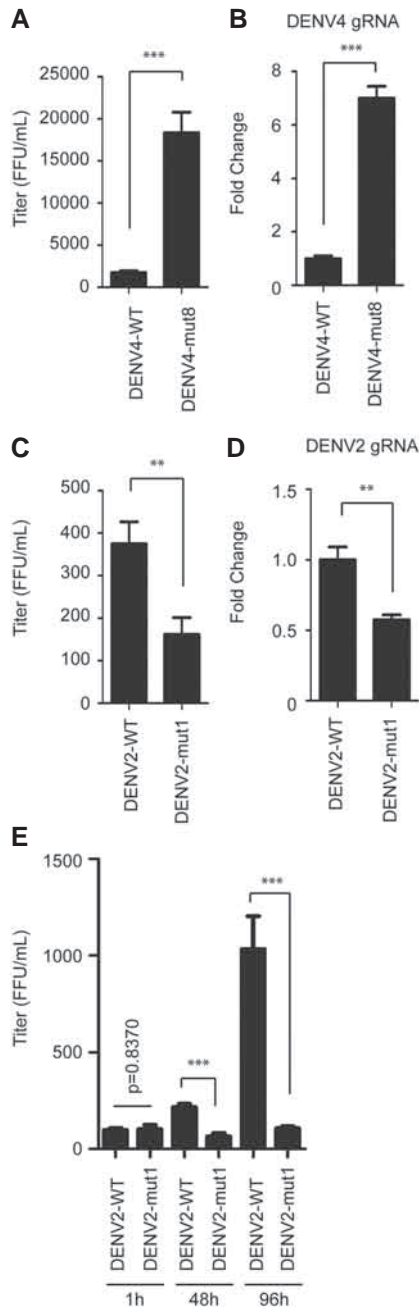 A
***
Titer (FFU/mL)
25000
20000
15000
10000
5000
0
DENV4-WT
DENV4-mut8
B
DENV4 gRNA
***
Fold Change
8
6
4
2
0
DENV4-WT
DENV4-mut8
C
**
Titer (FFU/mL)
500
400
300
200
100
0
DENV2-WT
DENV2-mut1
D
DENV2 gRNA
**
Fold Change
1.5
1.0
0.5
0
DENV2-WT
DENV2-mut1
E
Titer (FFU/mL)
1500
1000
500
0
p=0.8370
***
***
DENV2-WT
DENV2-mut1
DENV2-WT
DENV2-mut1
DENV2-WT
DENV2-mut1
1h
48h
96h